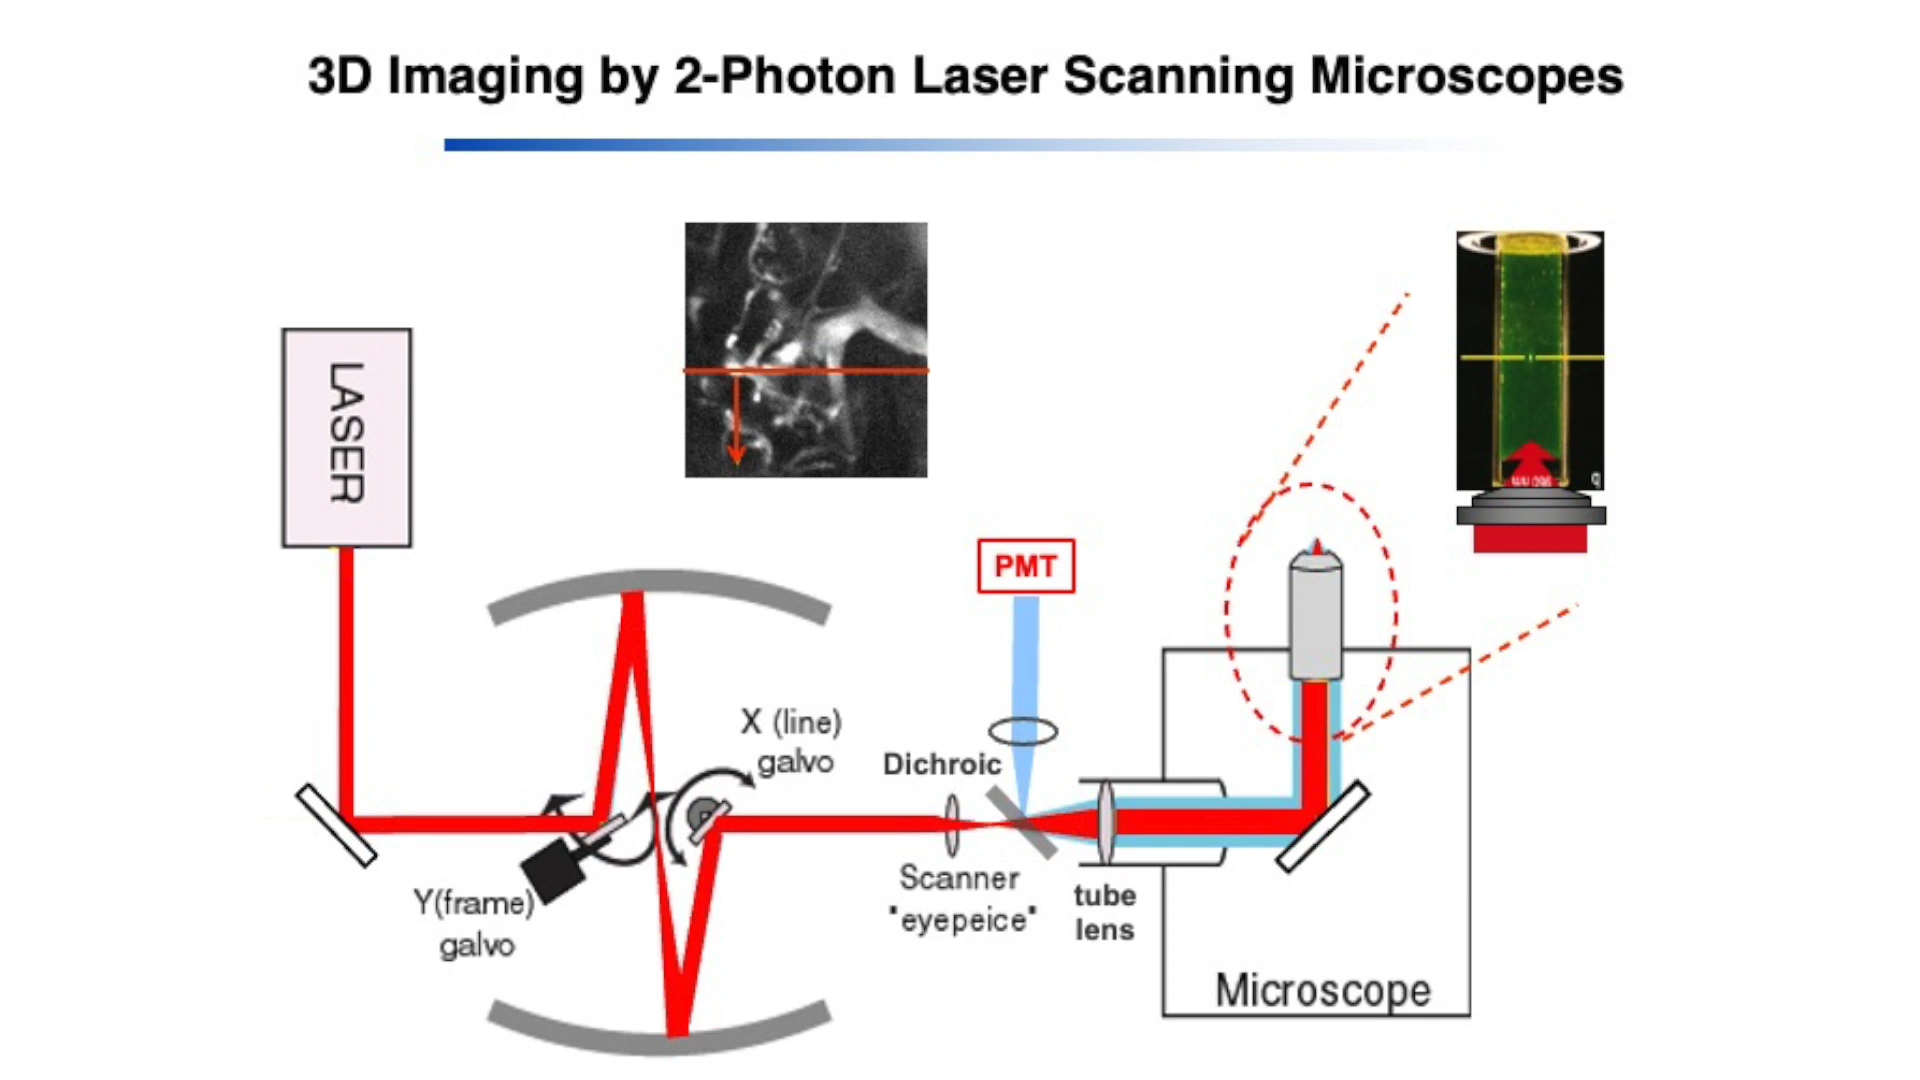 3D Imaging by 2-Photon Laser Scanning Microscopes
LASER
PMT
X (line)
galvo
Dichroic
Y(frame)
galvo
Scanner
"eyepeice"
tube
lens
Microscope